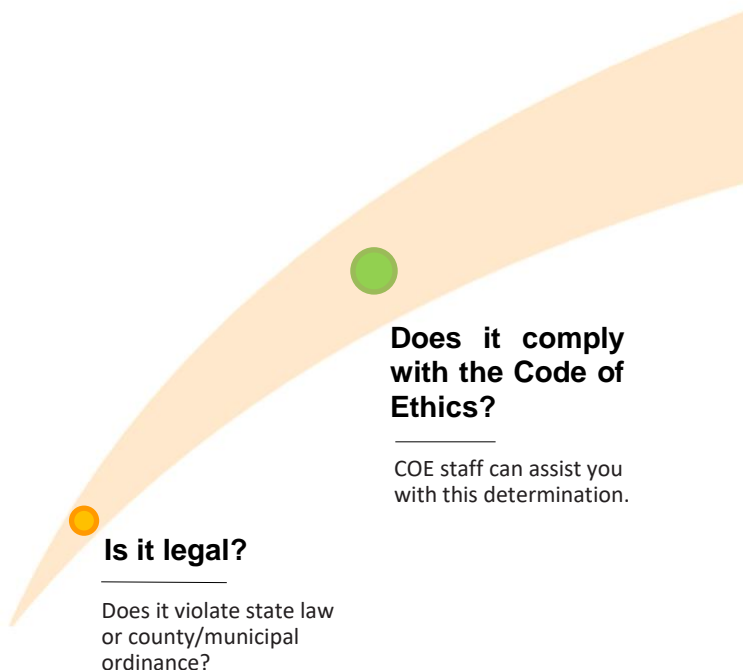 Does it comply
with the Code of
Ethics?
COE staff can assist you
with this determination.
Is it legal?
Does it violate state law
or county/municipal
ordinance?